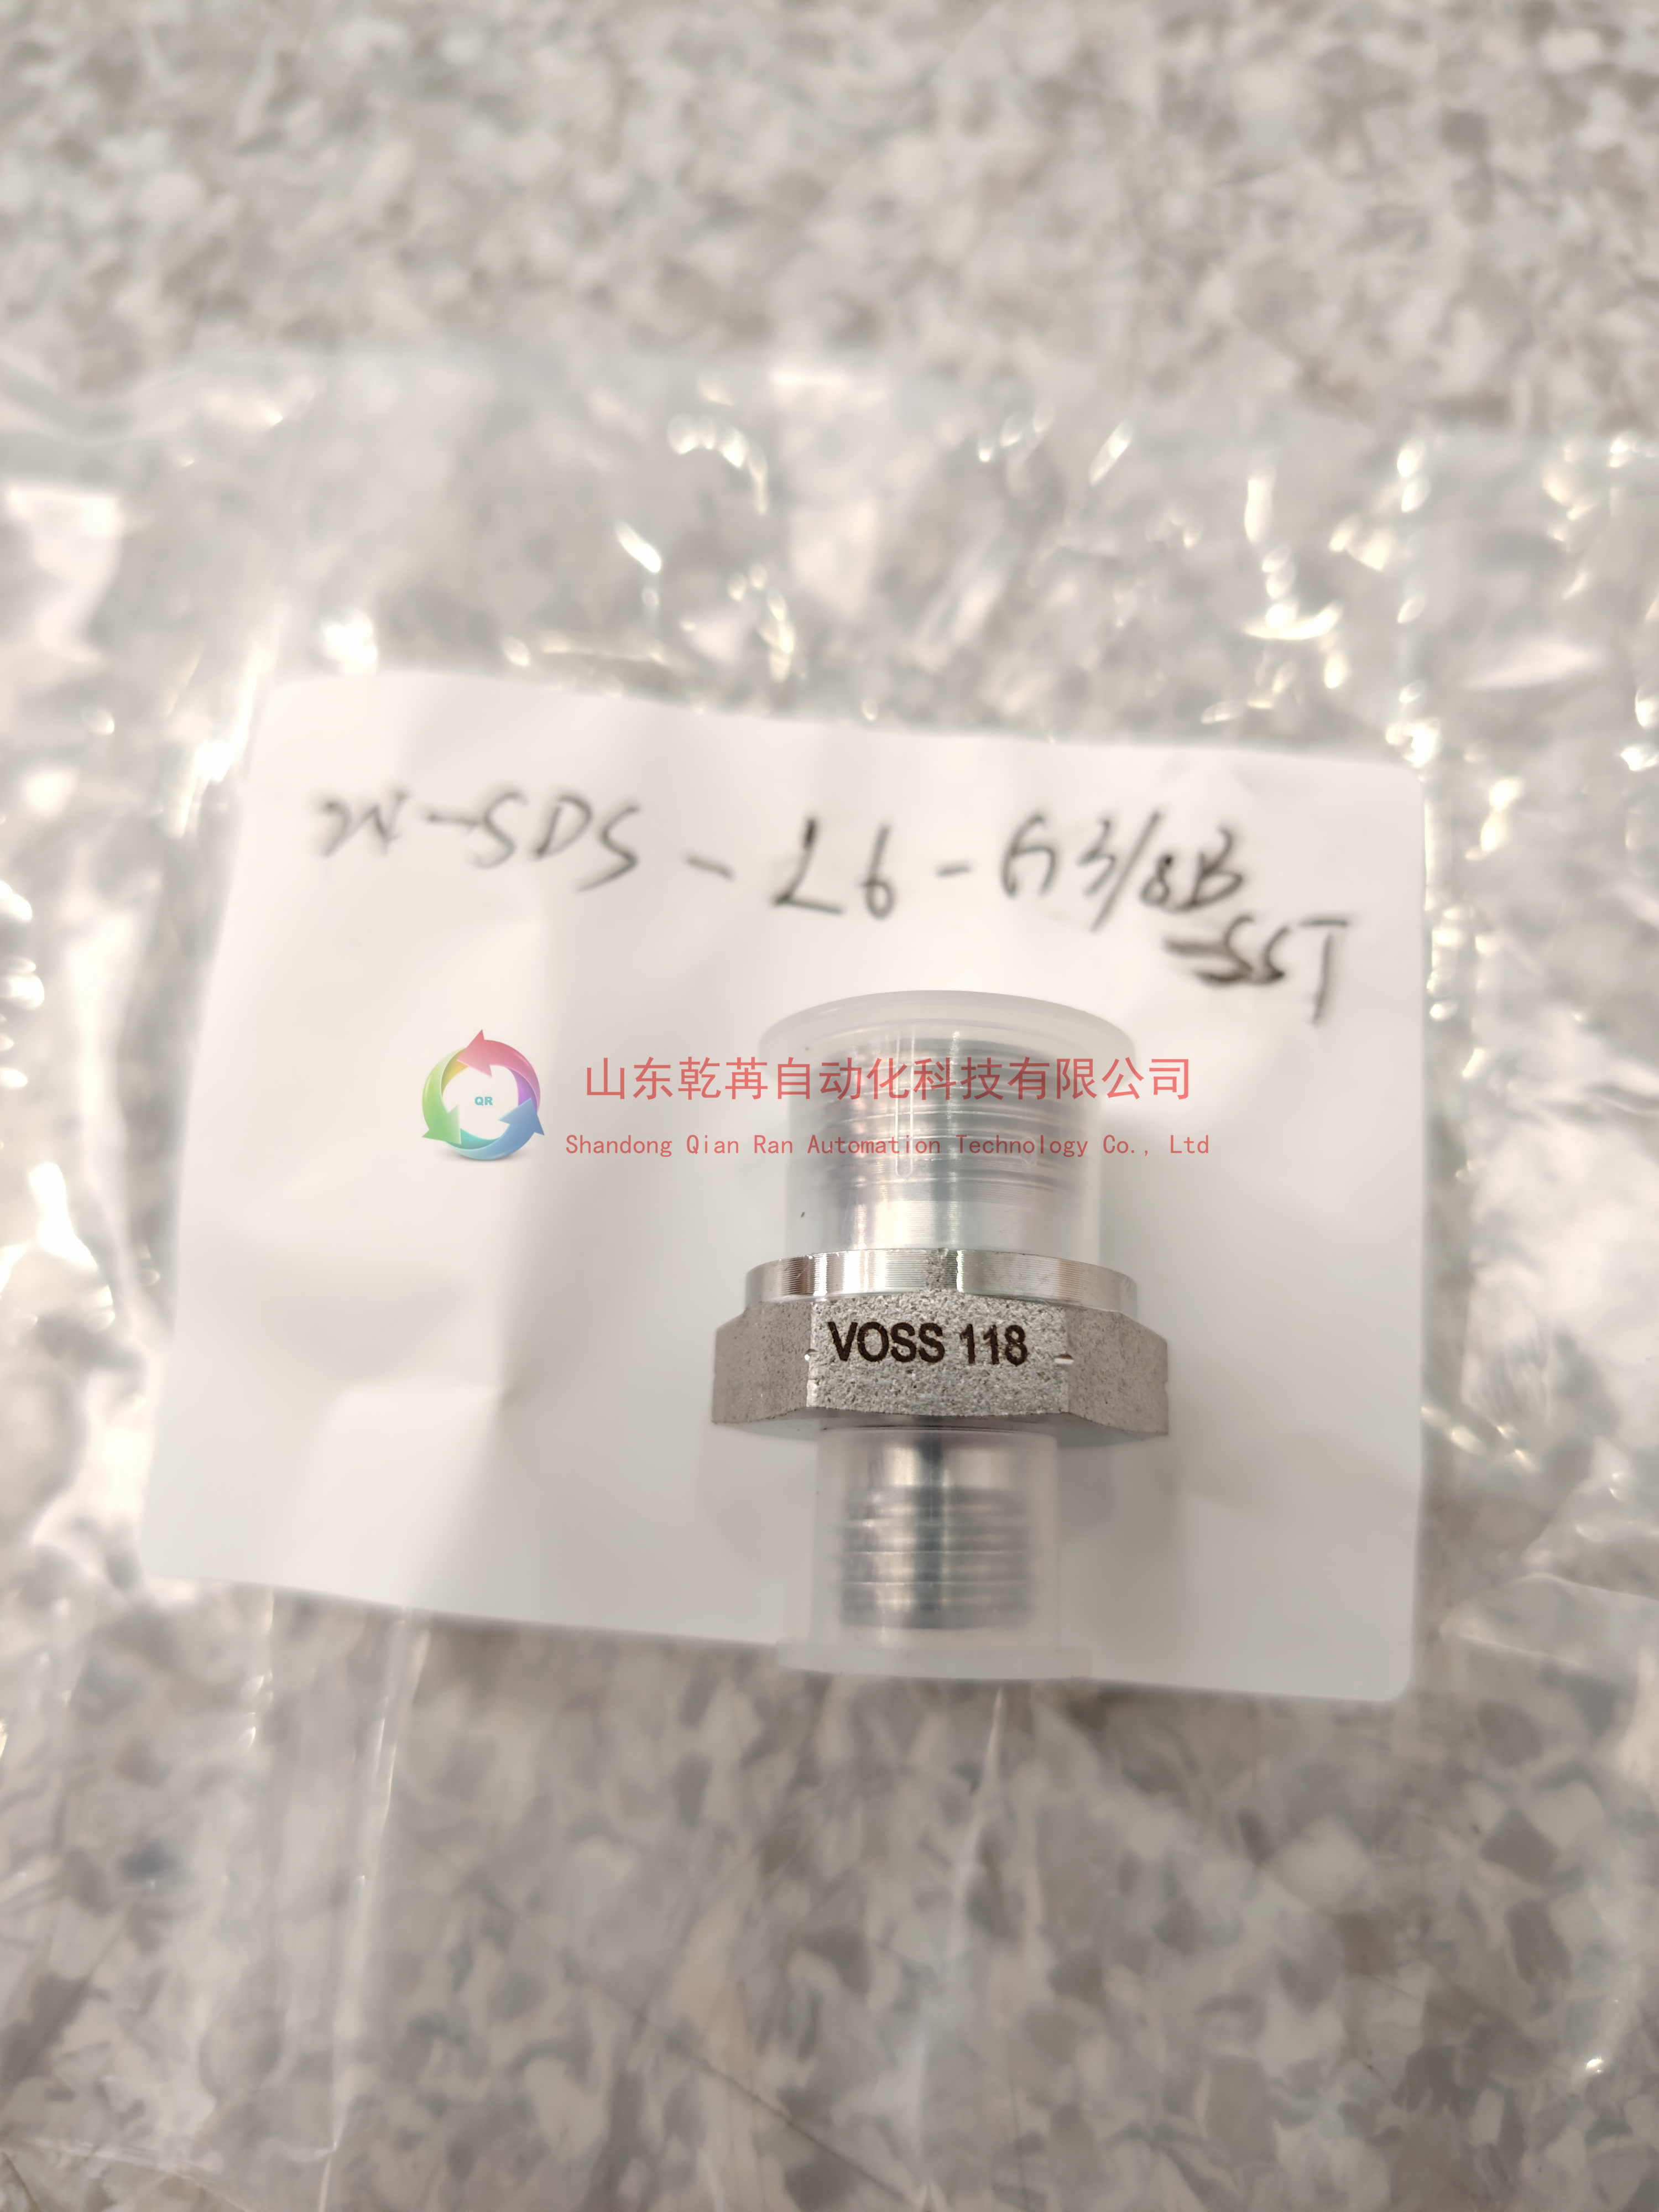 2N-SDS-L6-G3/8B
-SST
QR
山东乾苒自动化科技有限公司
Shandong Qian Ran Automation Technology Co., Ltd
VOSS 118